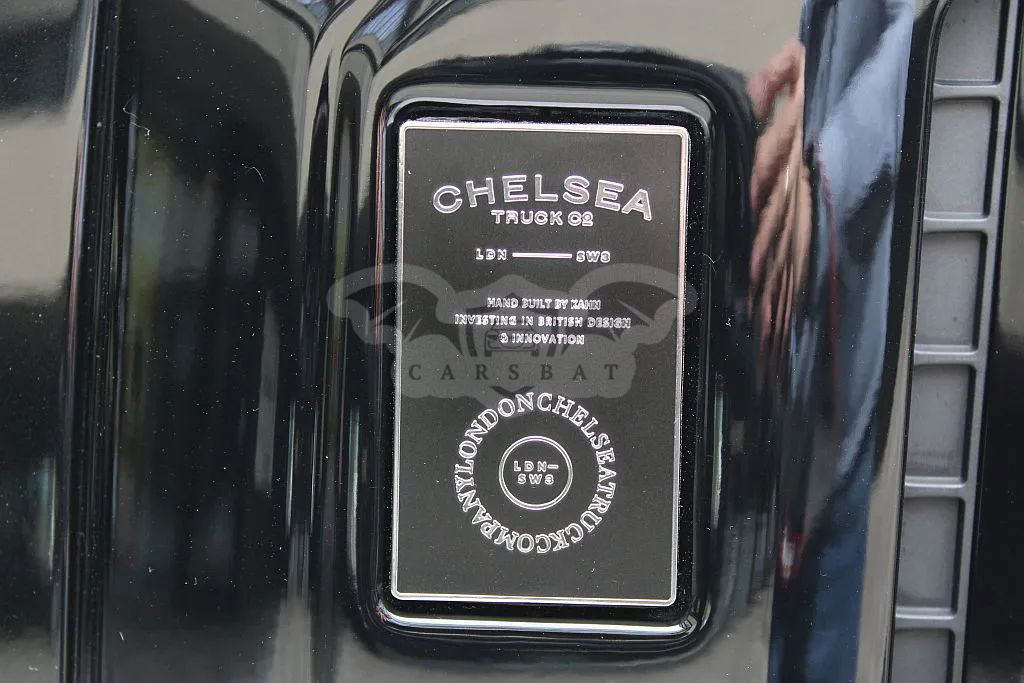 CHELSEA
TRUCK Cº
LDN — SW3
HAND BUILT BY KAHN
INVESTING IN BRITISH DESIGN
& INNOVATION
CARSBAT
LONDONCHELSEATRUCKCOMPANY
LDN—
SW3